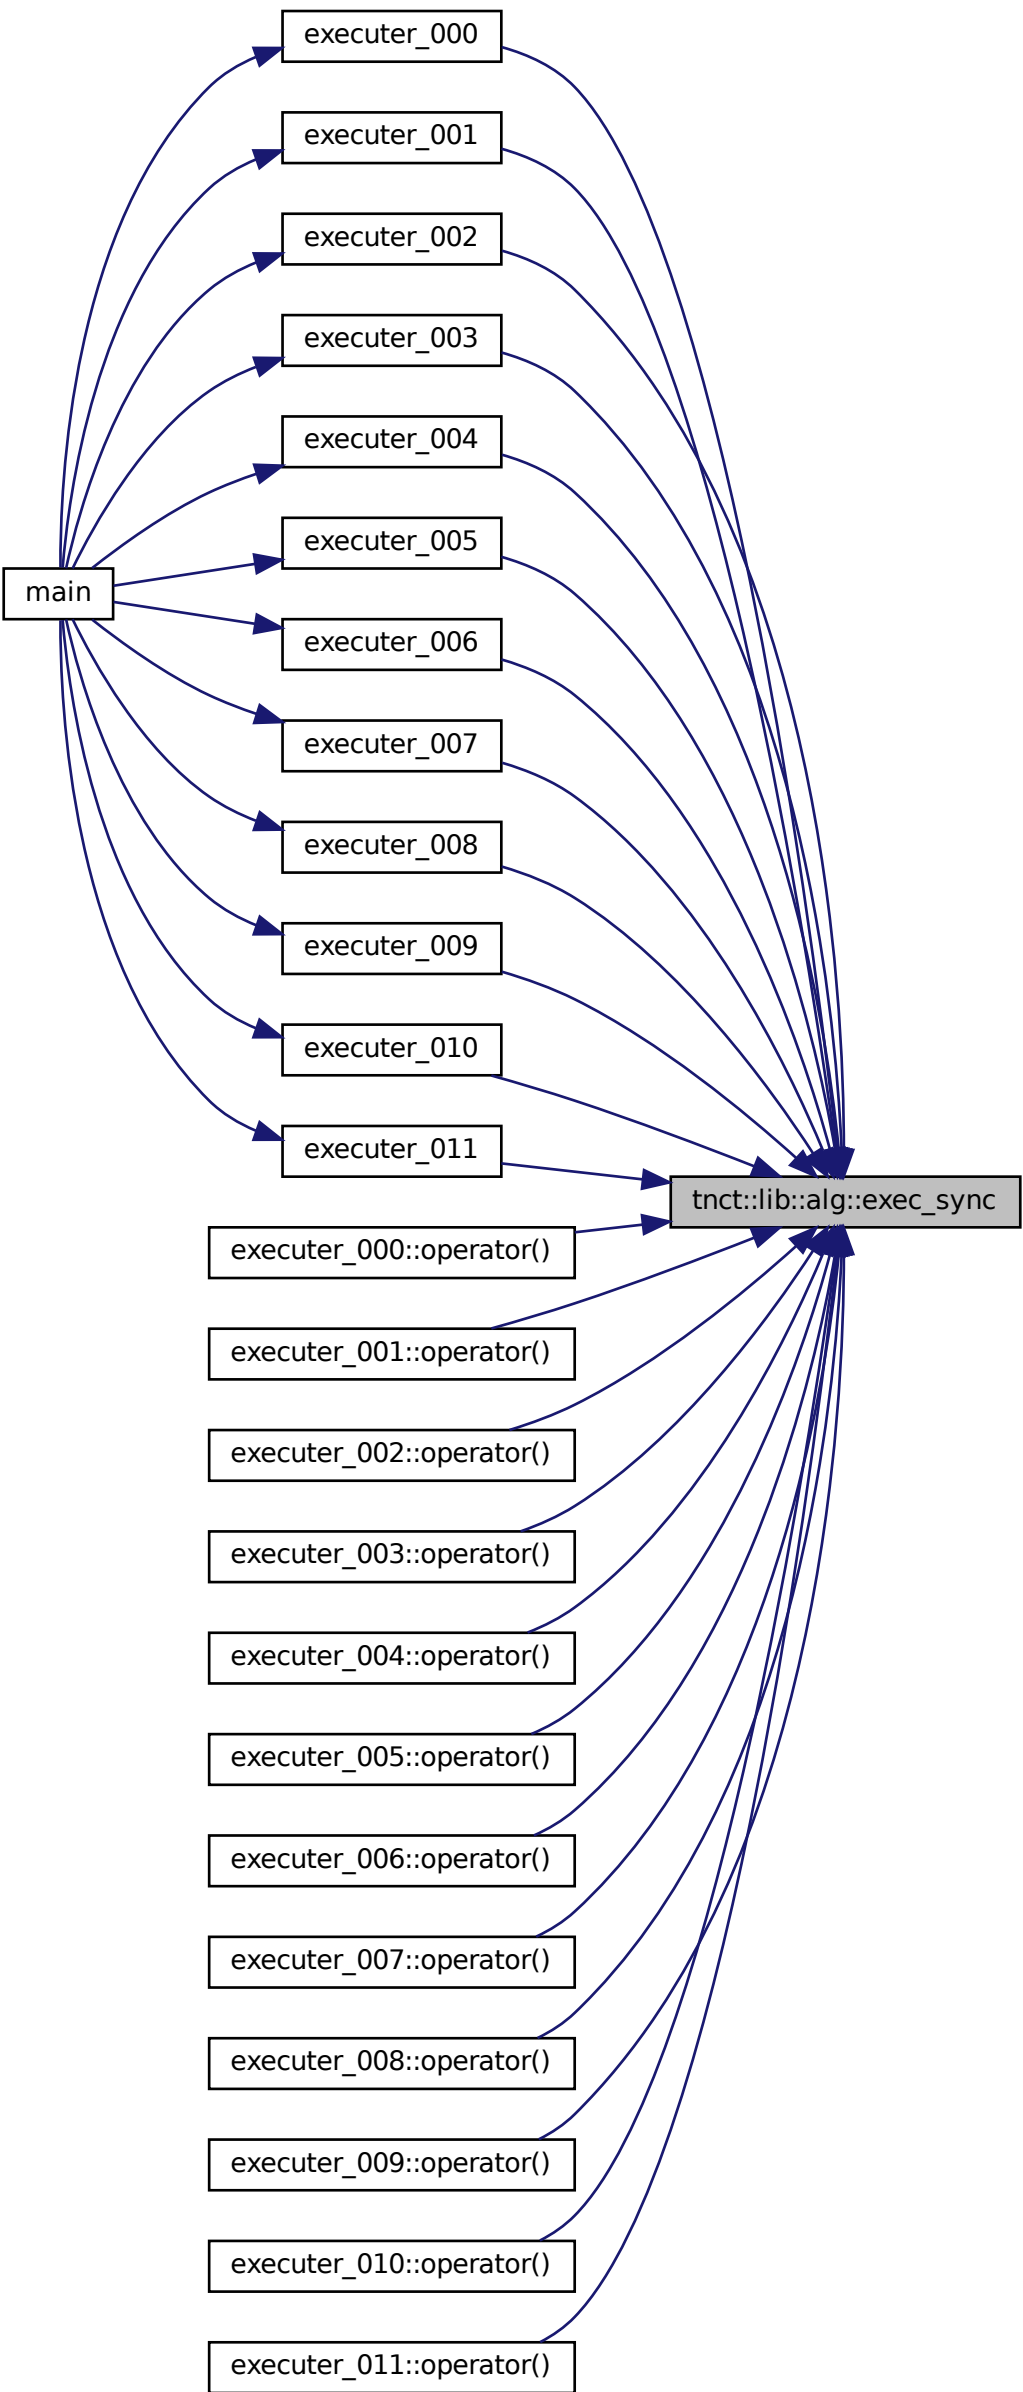 executer_000
executer_001
executer_002
executer_003
executer_004
executer_005
main
executer_006
executer_007
executer_008
executer_009
executer_010
executer_011
tnct::lib::alg::exec_sync
executer_000::operator()
executer_001::operator()
executer_002::operator()
executer_003::operator()
executer_004::operator()
executer_005::operator()
executer_006::operator()
executer_007::operator()
executer_008::operator()
executer_009::operator()
executer_010::operator()
executer_011::operator()